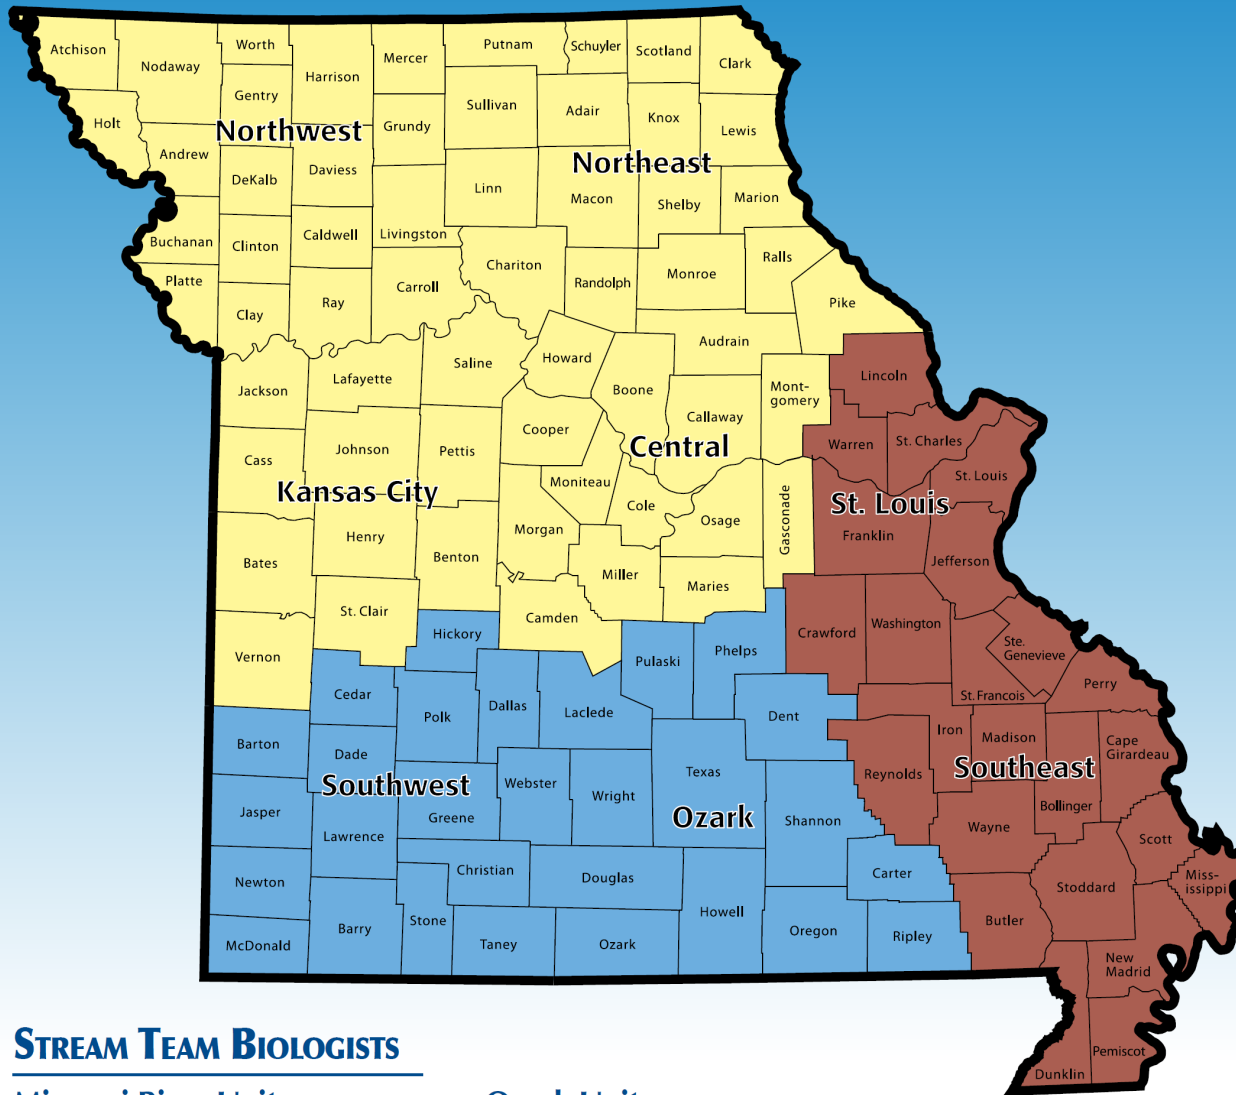 Atchison
Nodaway
Worth
Gentry
Harrison
Mercer
Putnam
Schuyler
Scotland
Clark
Holt
Andrew
Northwest
DeKalb
Daviess
Grundy
Sullivan
Adair
Knox
Lewis
Northeast
Linn
Macon
Shelby
Marion
Buchanan
Clinton
Caldwell
Livingston
Chariton
Randolph
Monroe
Ralls
Platte
Clay
Ray
Carroll
Pike
Saline
Howard
Boone
Audrain
Jackson
Lafayette
Callaway
Mont-
gomery
Lincoln
Cass
Johnson
Pettis
Cooper
Central
Warren
St. Charles
St. Louis
Kansas City
Moniteau
Cole
Osage
Gasconade
St. Louis
Franklin
Jefferson
Bates
Henry
Benton
Morgan
Miller
Maries
Vernon
St. Clair
Camden
Hickory
Pulaski
Phelps
Crawford
Washington
Ste.
Genevieve
St. Francois
Perry
Cedar
Polk
Dallas
Laclede
Dent
Iron
Madison
Cape
Girardeau
Barton
Dade
Southwest
Webster
Wright
Texas
Ozark
Reynolds
Southeast
Bollinger
Jasper
Lawrence
Greene
Shannon
Wayne
Scott
Newton
Christian
Douglas
Carter
Stoddard
Miss-
issippi
McDonald
Barry
Stone
Taney
Ozark
Howell
Oregon
Ripley
Butler
New
Madrid
Pemiscot
Dunklin
STREAM TEAM BIOLOGISTS